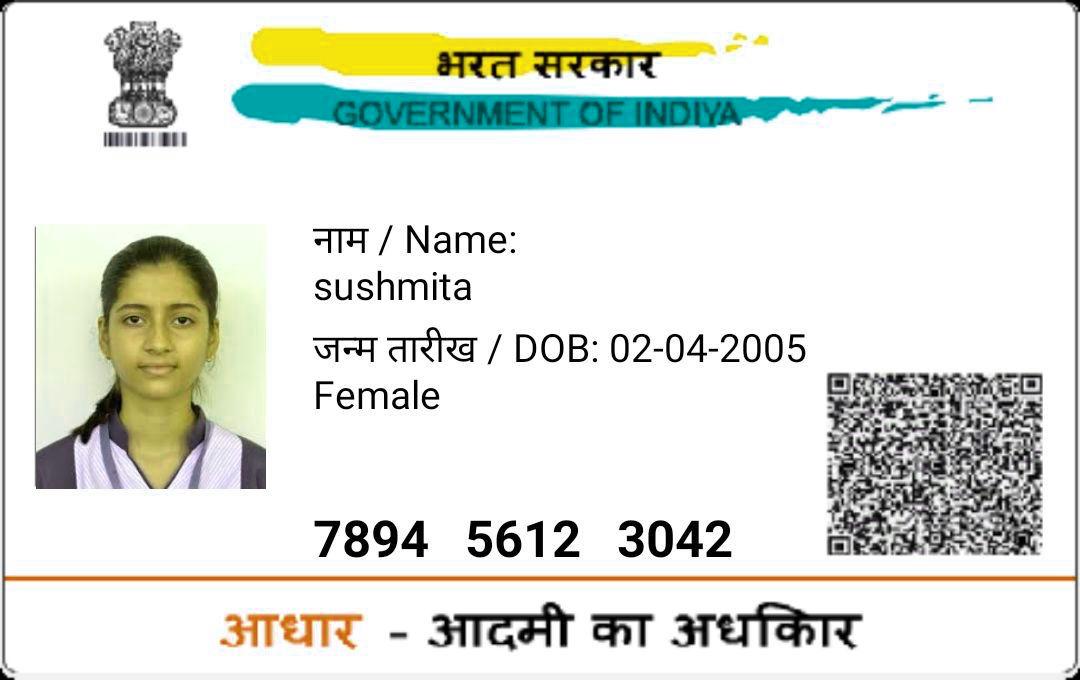 भरत सरकार
GOVERNMENT OF INDIYA
नाम / Name:
sushmita
जन्म तारीख / DOB: 02-04-2005
Female
7894 5612 3042
आधार - आदमी का अधकिार